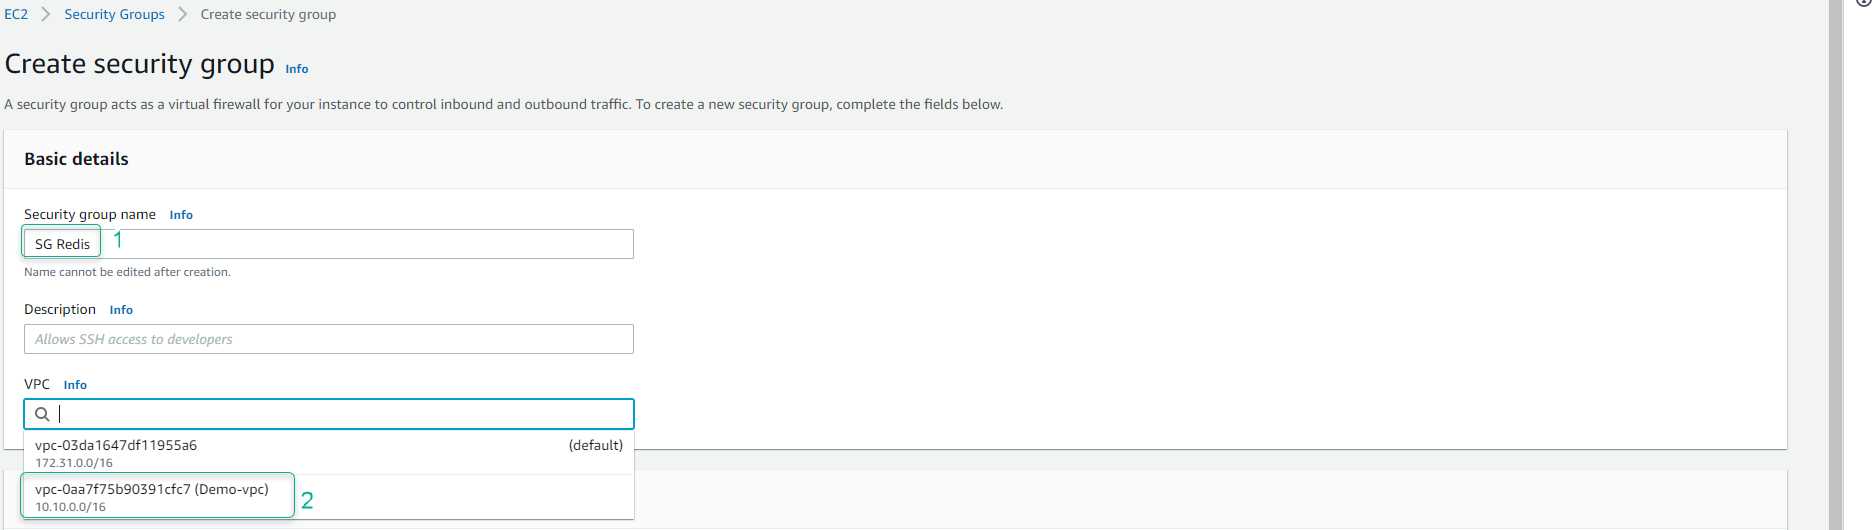 EC2 > Security Groups > Create security group
Create security group Info
A security group acts as a virtual firewall for your instance to control inbound and outbound traffic. To create a new security group, complete the fields below.
Basic details
Security group name Info
SG Redis 1
Name cannot be edited after creation.
Description Info
Allows SSH access to developers
VPC Info
vpc-03da1647df11955a6 (default)
172.31.0.0/16
vpc-0aa7f75b90391cfc7 (Demo-vpc)
10.10.0.0/16 2